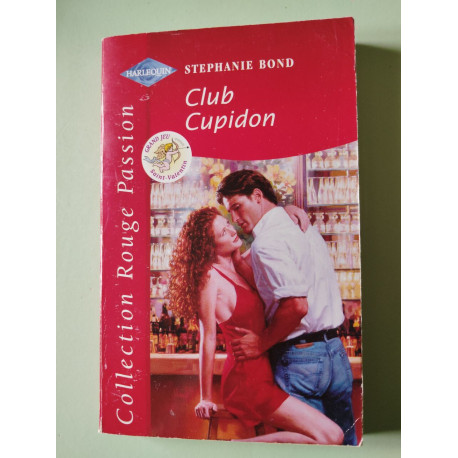 HARLEQUIN
STEPHANIE BOND
Club
Cupidon
GRAND JEU
Saint-Valentin
Collection Rouge Passion